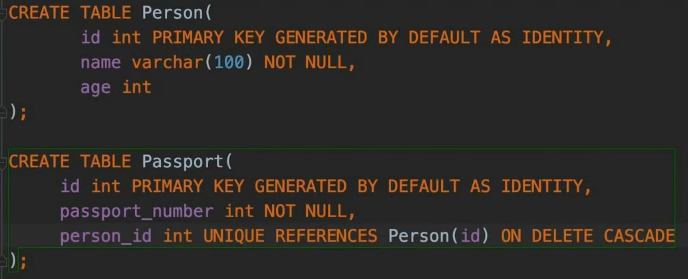 CREATE TABLE Person(
id int PRIMARY KEY GENERATED BY DEFAULT AS IDENTITY,
name varchar(100) NOT NULL,
age int
);
CREATE TABLE Passport(
id int PRIMARY KEY GENERATED BY DEFAULT AS IDENTITY,
passport_number int NOT NULL,
person_id int UNIQUE REFERENCES Person(id) ON DELETE CASCADE
);